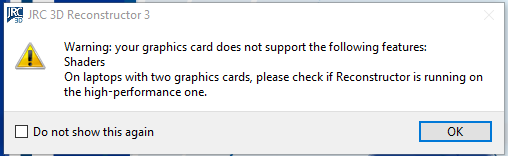 JRC 3D Reconstructor 3
JRC
3D
Warning: your graphics card does not support the following features:
Shaders
On laptops with two graphics cards, please check if Reconstructor is running on
the high-performance one.
Do not show this again
OK